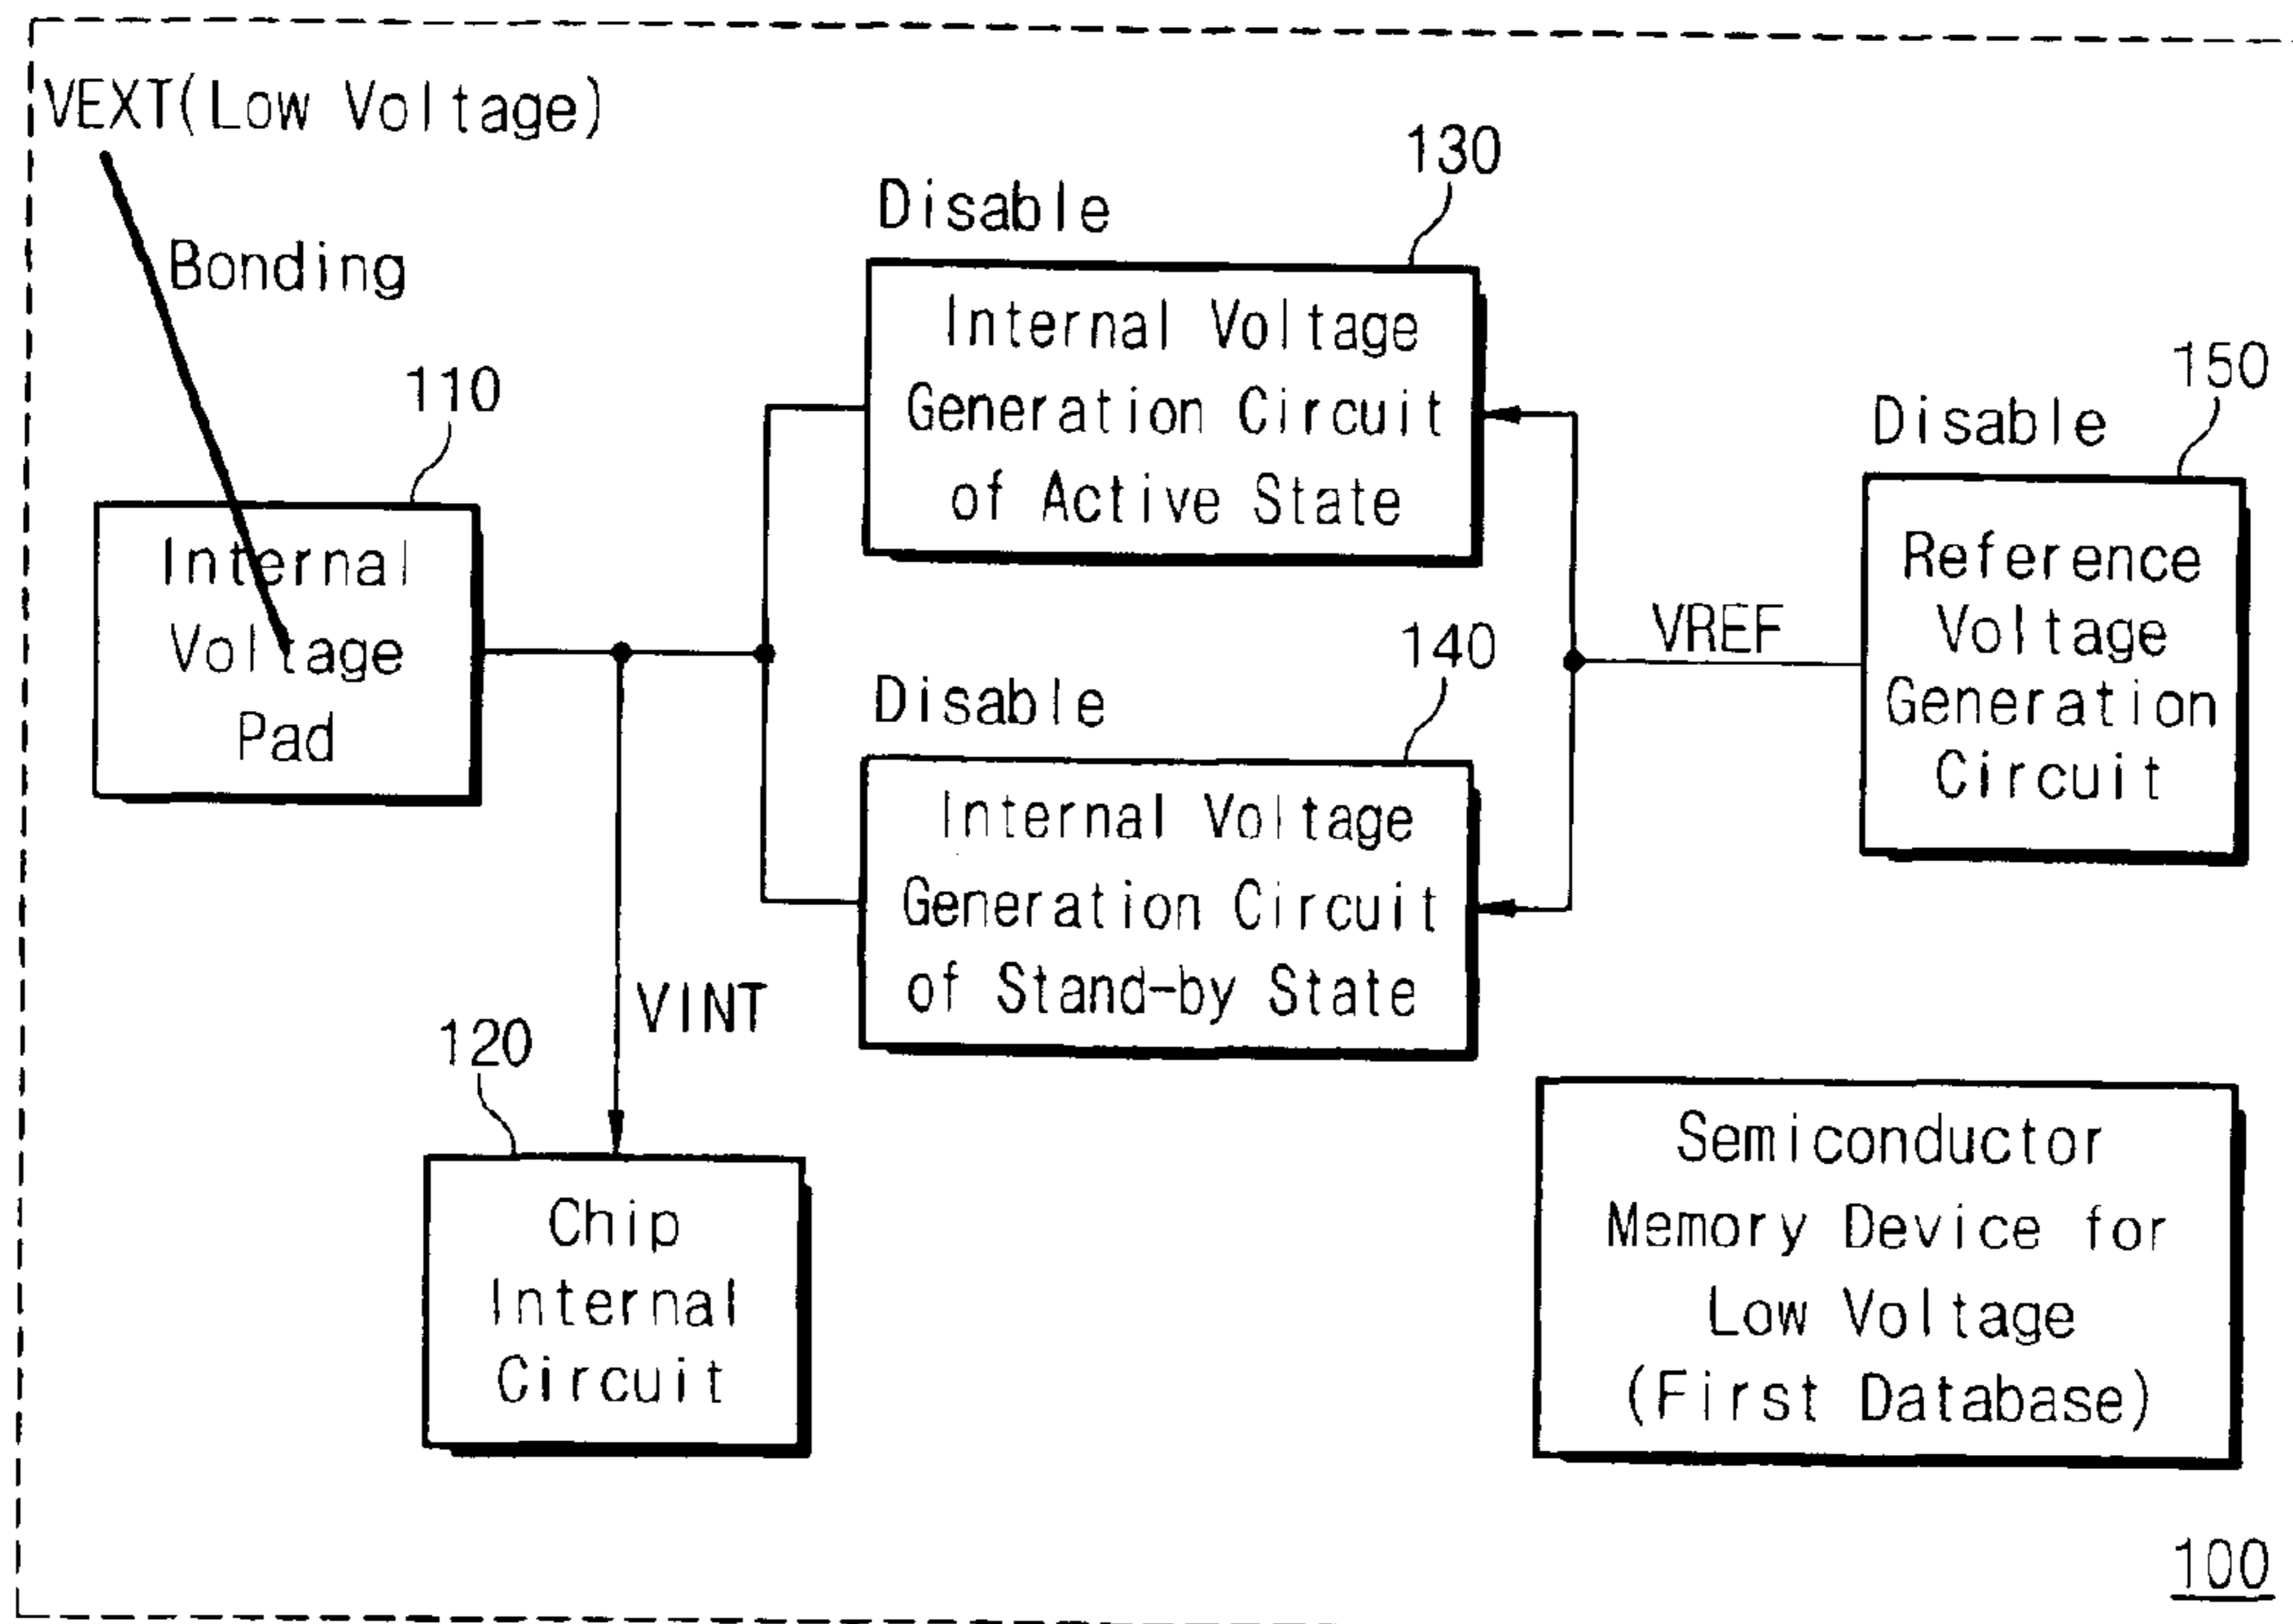 VEXT(Low Voltage)
Bonding
110
Internal
Voltage
Pad
130
Disable
Internal Voltage
Generation Circuit
of Active State
140
Disable
Internal Voltage
Generation Circuit
of Stand-by State
VREF
150
Disable
Reference
Voltage
Generation
Circuit
VINT
120
Chip
Internal
Circuit
Semiconductor
Memory Device for
Low Voltage
(First Database)
100